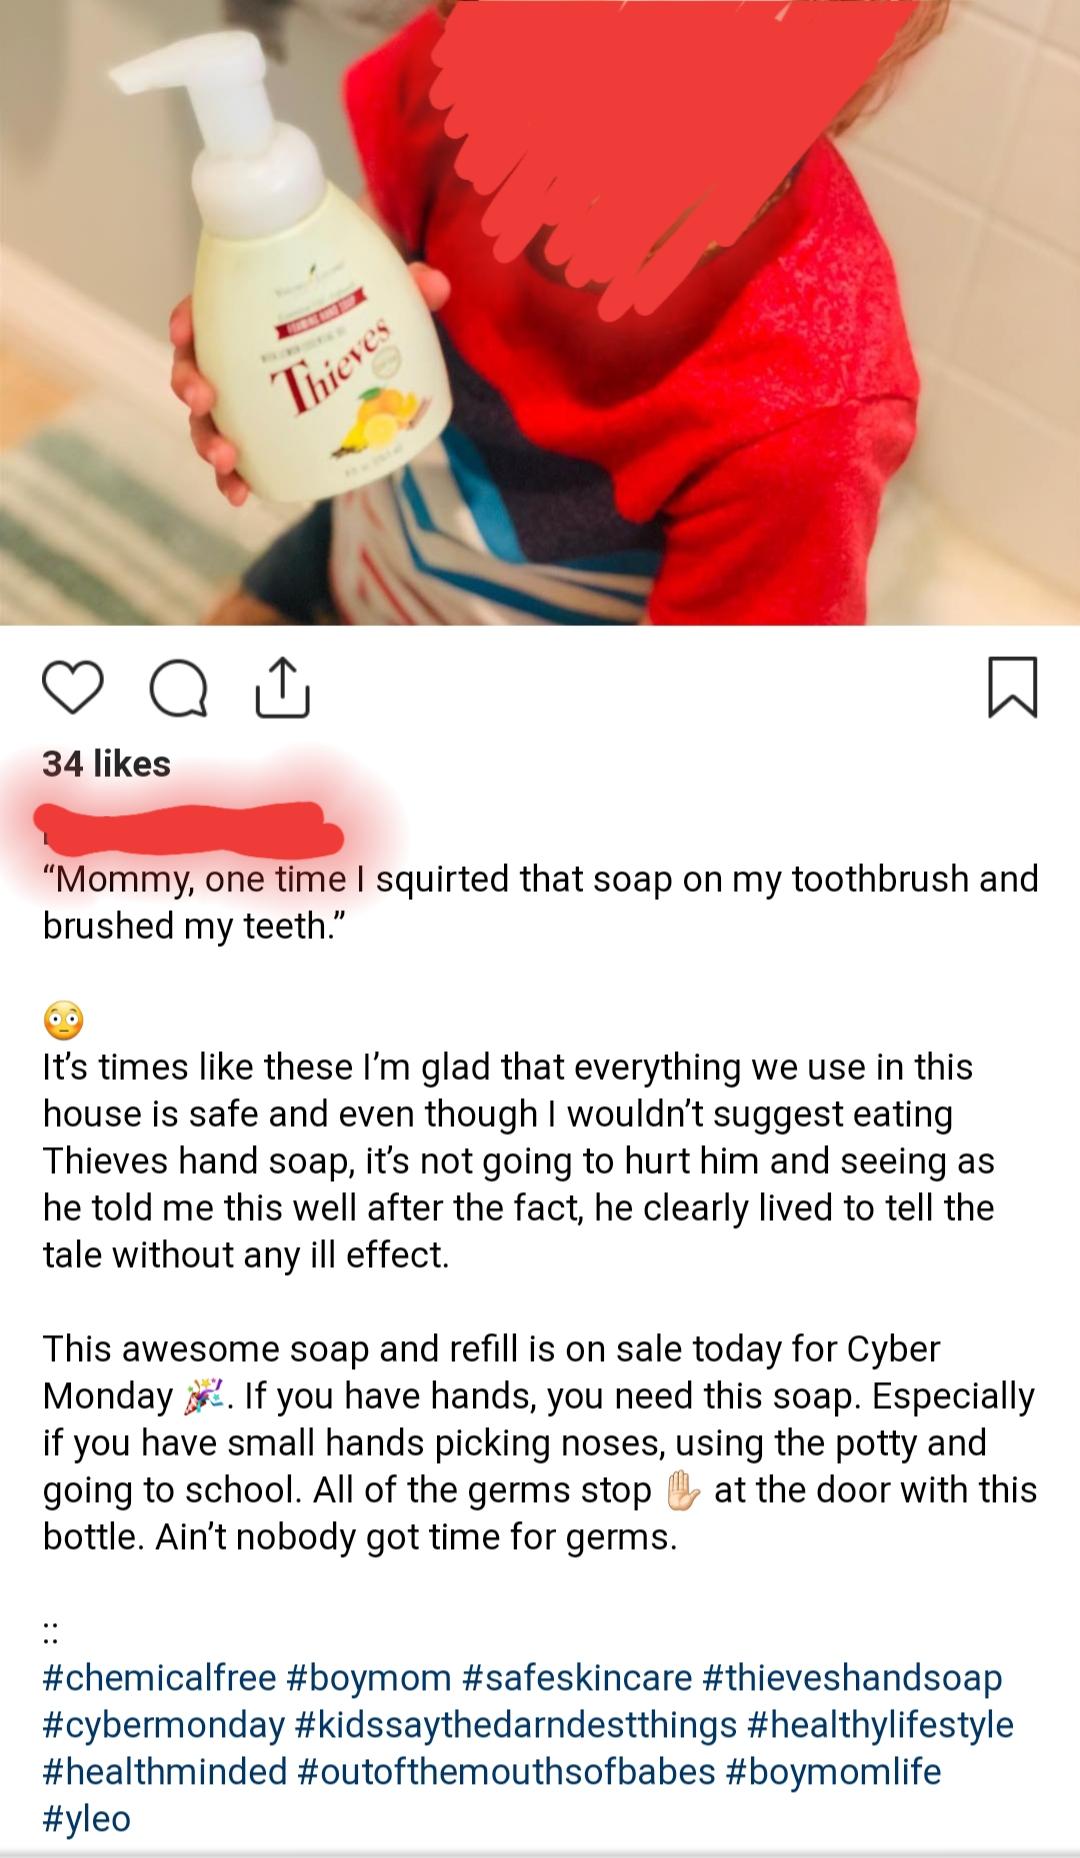 FOAMING HAND SOAP
Thieves
34 likes
“Mommy, one time I squirted that soap on my toothbrush and
brushed my teeth.”
😳
It’s times like these I’m glad that everything we use in this
house is safe and even though I wouldn’t suggest eating
Thieves hand soap, it’s not going to hurt him and seeing as
he told me this well after the fact, he clearly lived to tell the
tale without any ill effect.
This awesome soap and refill is on sale today for Cyber
Monday 🎉. If you have hands, you need this soap. Especially
if you have small hands picking noses, using the potty and
going to school. All of the germs stop ✋🏻 at the door with this
bottle. Ain’t nobody got time for germs.
::
#chemicalfree #boymom #safeskincare #thieveshandsoap
#cybermonday #kidssaythedarndestthings #healthylifestyle
#healthminded #outofthemouthsofbabes #boymomlife
#yleo